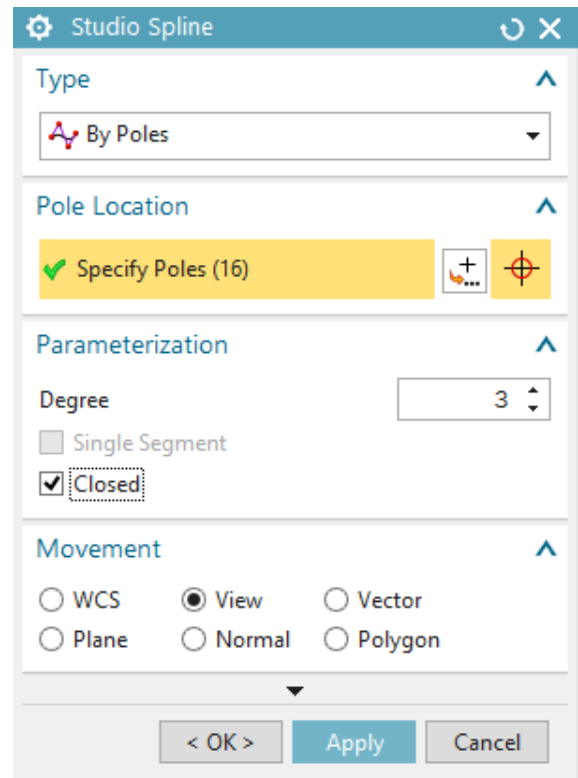 Studio Spline
Type
By Poles
Pole Location
Specify Poles (16)
Parameterization
Degree 3
Single Segment
Closed
Movement
WCS View Vector
Plane Normal Polygon
< OK > Apply Cancel